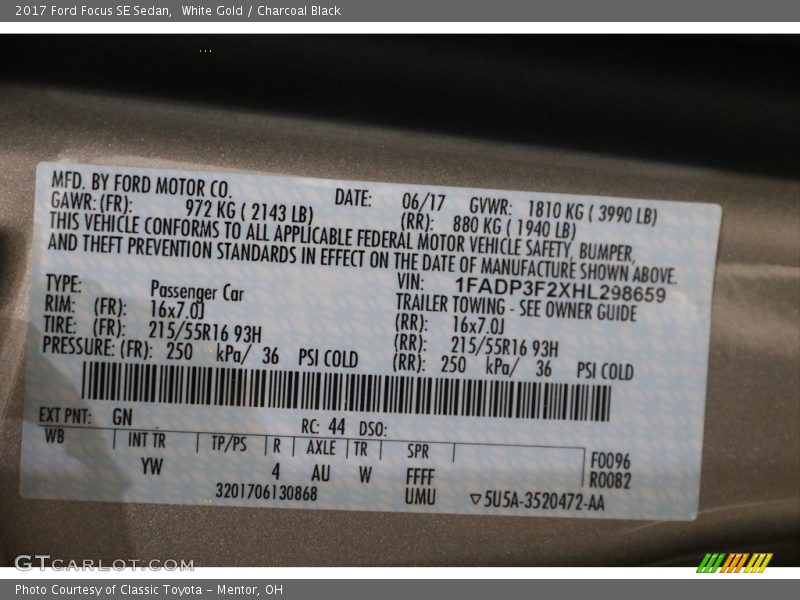 2017 Ford Focus SE Sedan, White Gold / Charcoal Black
MFD. BY FORD MOTOR CO. DATE: 06/17 GVWR: 1810 KG ( 3990 LB)
GAWR: (FR): 972 KG ( 2143 LB) (RR): 880 KG ( 1940 LB)
THIS VEHICLE CONFORMS TO ALL APPLICABLE FEDERAL MOTOR VEHICLE SAFETY, BUMPER,
AND THEFT PREVENTION STANDARDS IN EFFECT ON THE DATE OF MANUFACTURE SHOWN ABOVE.
VIN: 1FADP3F2XHL298659
TYPE: Passenger Car TRAILER TOWING - SEE OWNER GUIDE
RIM: (FR): 16x7.0J (RR): 16x7.0J
TIRE: (FR): 215/55R16 93H (RR): 215/55R16 93H
PRESSURE: (FR): 250 kPa/ 36 PSI COLD (RR): 250 kPa/ 36 PSI COLD
EXT PNT: GN RC: 44 DSO:
WB INT TR TP/PS R AXLE TR SPR F0096
YW 4 AU W FFFF R0082
3201706130868 UMU ▽5U5A-3520472-AA
GTCARLOT.COM
Photo Courtesy of Classic Toyota - Mentor, OH